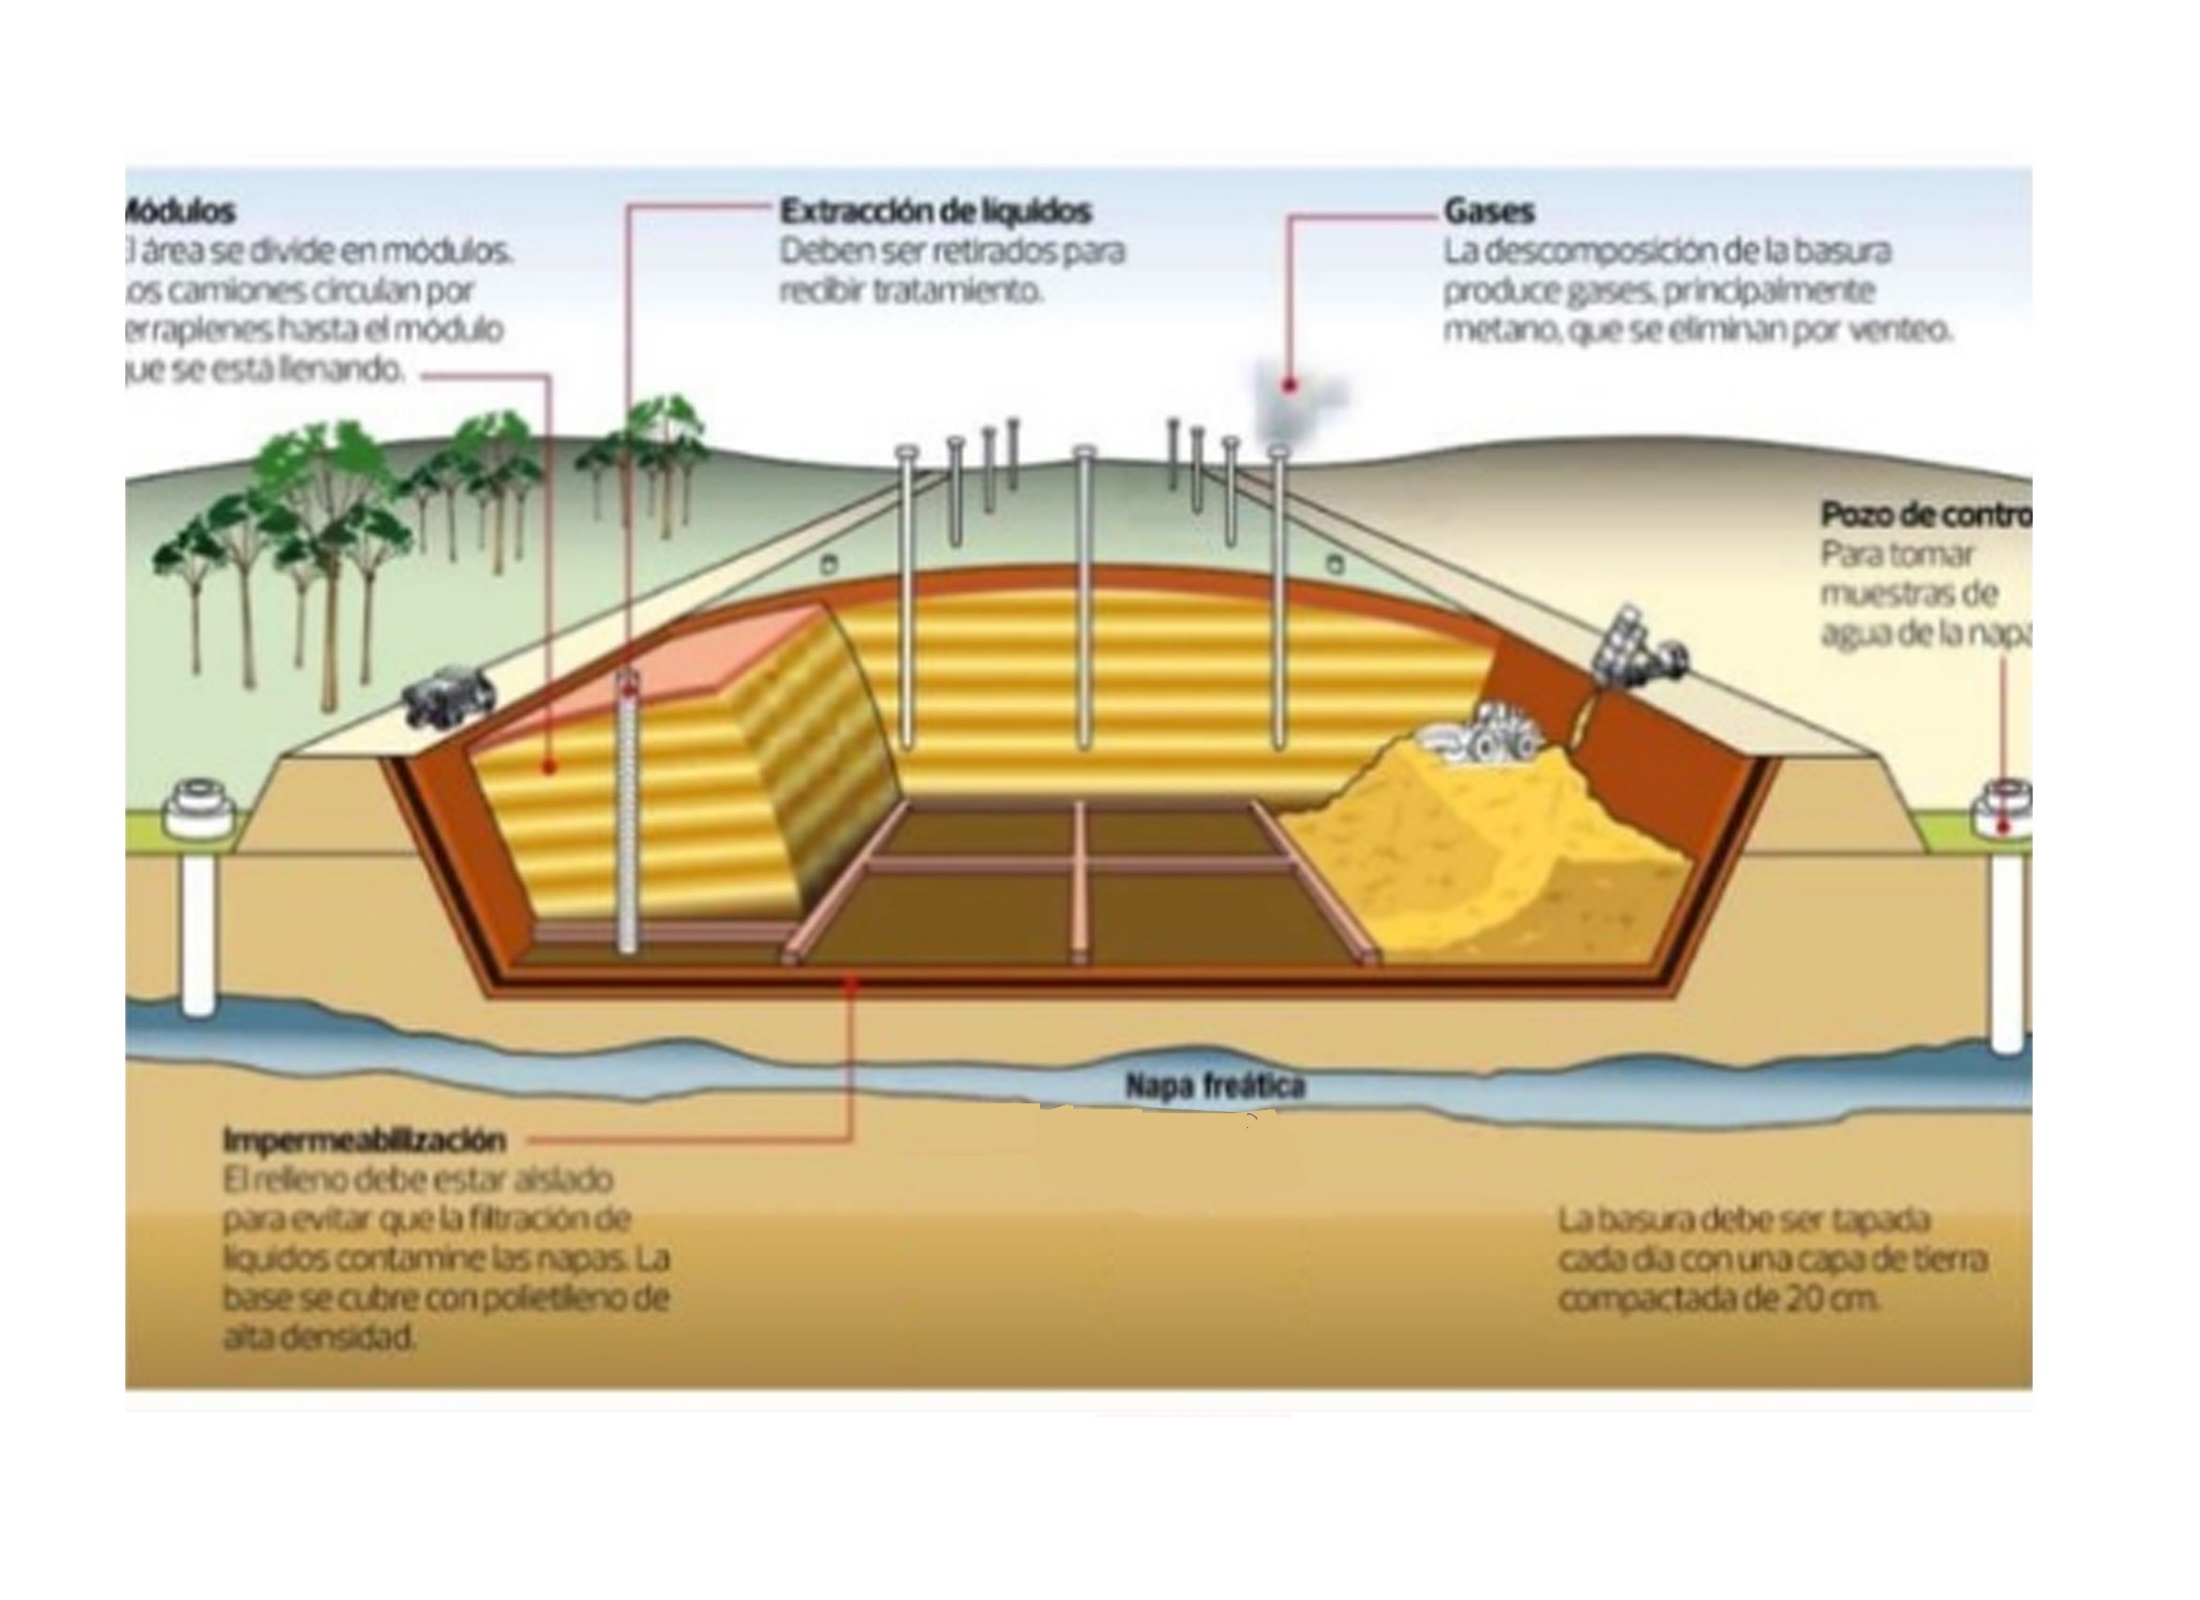 Módulos
El área se divide en módulos.
Los camiones circulan por
erraplenes hasta el módulo
que se está llenando.
Extracción de líquidos
Deben ser retirados para
recibir tratamiento.
Gases
La descomposición de la basura
produce gases, principalmente
metano, que se eliminan por venteo.
Pozo de contro
Para tomar
muestras de
agua de la napa
Napa freática
Impermeabilización
El relleno debe estar aislado
para evitar que la filtración de
líquidos contamine las napas. La
base se cubre con polietileno de
alta densidad.
La basura debe ser tapada
cada día con una capa de tierra
compactada de 20 cm.